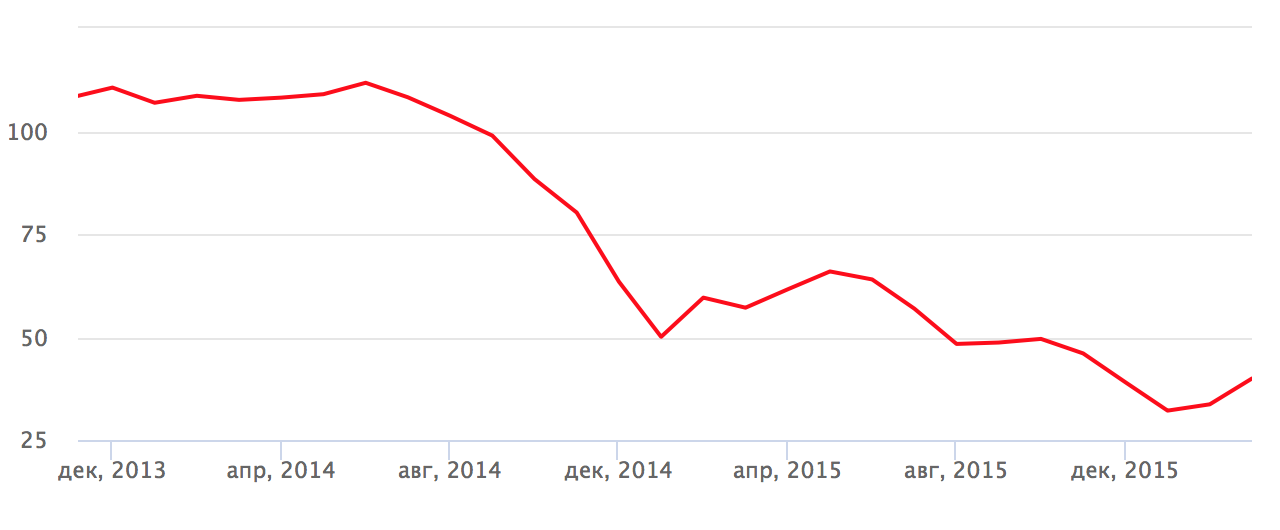 100
75
50
25
дек, 2013
апр, 2014
авг, 2014
дек, 2014
апр, 2015
авг, 2015
дек, 2015